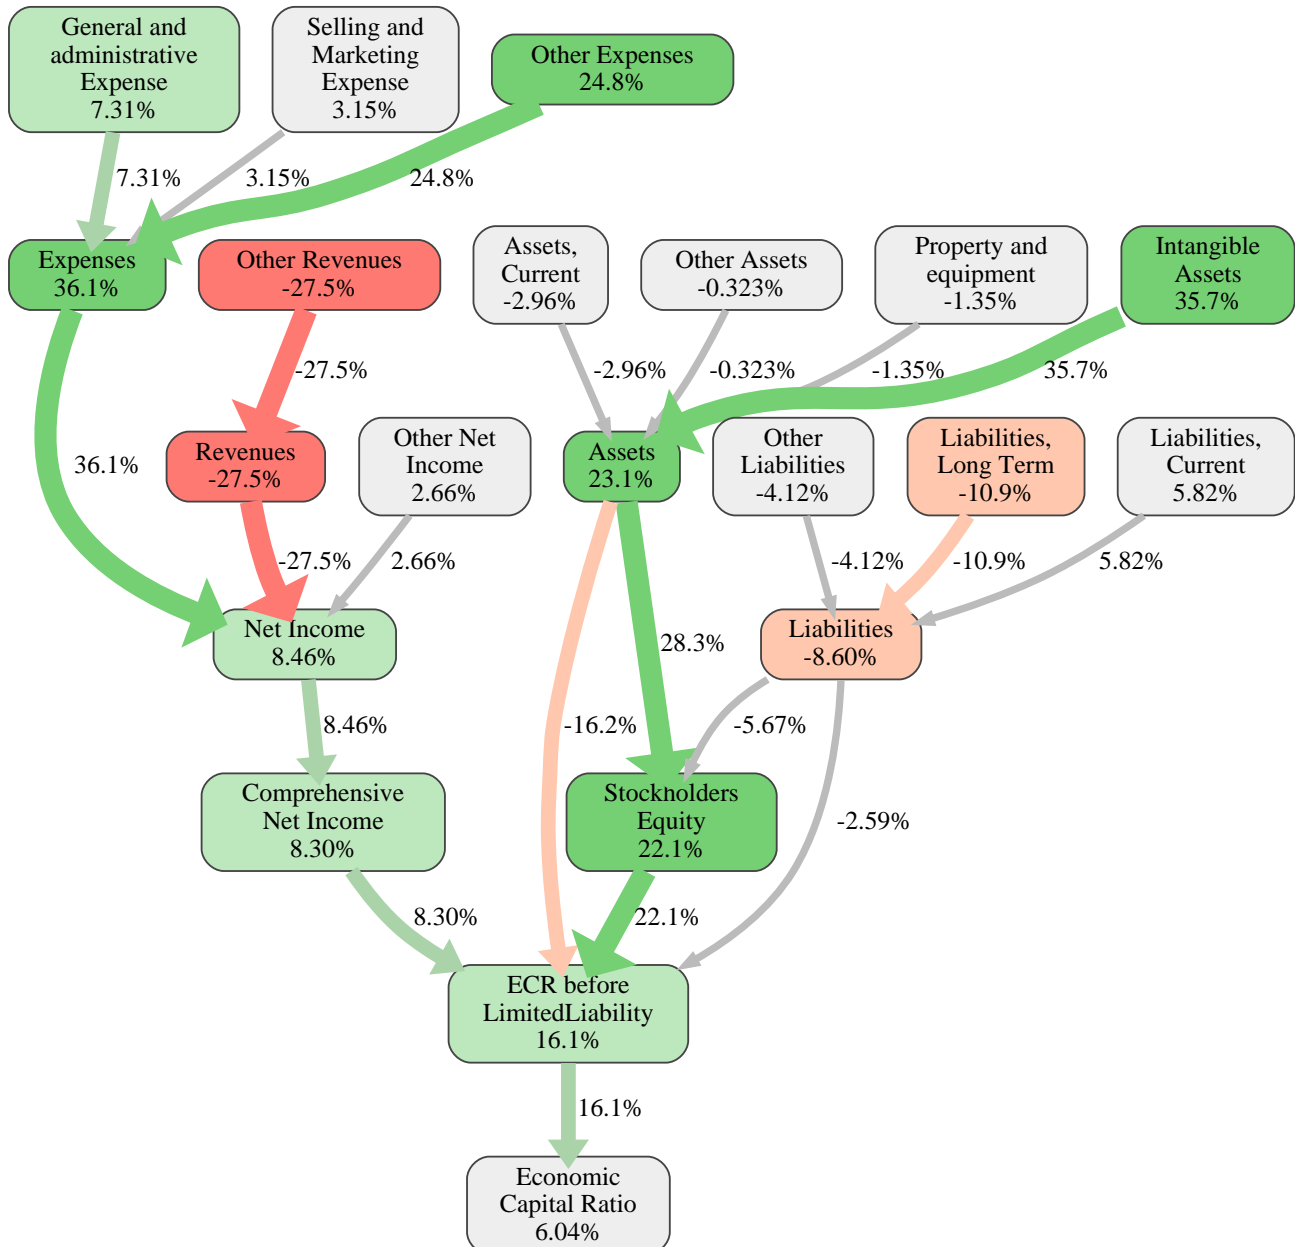 General and
administrative
Expense
7.31%
Selling and
Marketing
Expense
3.15%
Other Expenses
24.8%
7.31%
3.15%
24.8%
Expenses
36.1%
Other Revenues
-27.5%
Assets,
Current
-2.96%
Other Assets
-0.323%
Property and
equipment
-1.35%
Intangible
Assets
35.7%
-27.5%
-2.96%
-0.323%
-1.35%
35.7%
36.1%
Revenues
-27.5%
Other Net
Income
2.66%
Assets
23.1%
Other
Liabilities
-4.12%
Liabilities,
Long Term
-10.9%
Liabilities,
Current
5.82%
-27.5%
2.66%
-4.12%
-10.9%
5.82%
Net Income
8.46%
28.3%
Liabilities
-8.60%
8.46%
-16.2%
-5.67%
Comprehensive
Net Income
8.30%
Stockholders
Equity
22.1%
-2.59%
8.30%
22.1%
ECR before
LimitedLiability
16.1%
16.1%
Economic
Capital Ratio
6.04%